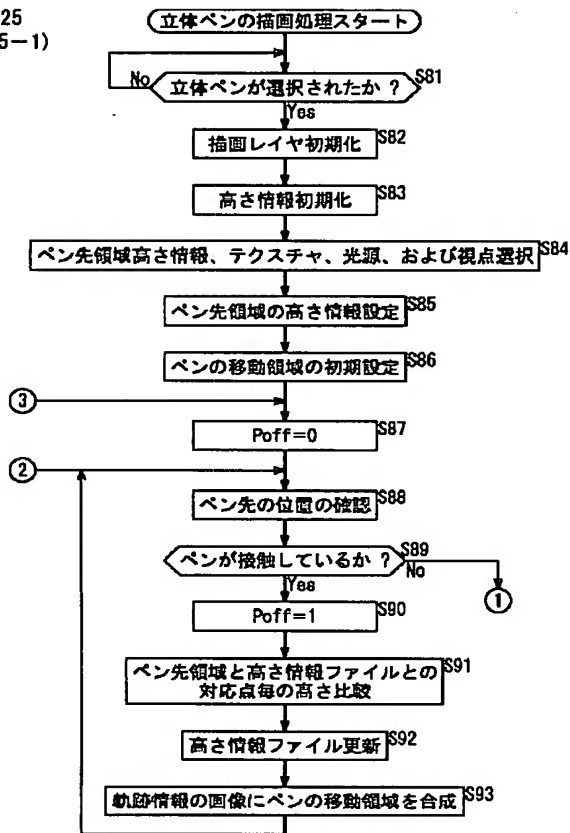 25
5-1)
立体ペンの描画処理スタート
立体ペンが選択されたか ?
S81
No
Yes
描画レイヤ初期化
S82
高さ情報初期化
S83
ペン先領域高さ情報、テクスチャ、光源、および視点選択
S84
ペン先領域の高さ情報設定
S85
ペンの移動領域の初期設定
S86
③
Poff=0
S87
②
ペン先の位置の確認
S88
ペンが接触しているか ?
S89
No
①
Yes
Poff=1
S90
ペン先領域と高さ情報ファイルとの
対応点毎の高さ比較
S91
高さ情報ファイル更新
S92
軌跡情報の画像にペンの移動領域を合成
S93